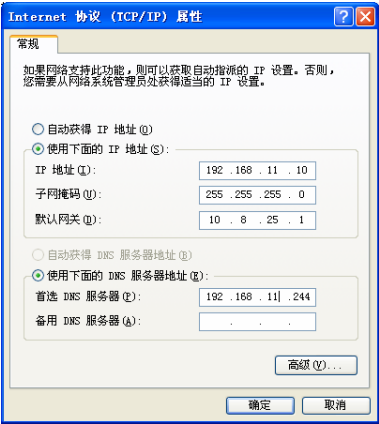 Internet 协议 (TCP/IP) 属性
常规
如果网络支持此功能，则可以获取自动指派的 IP 设置。否则，
您需要从网络系统管理员处获得适当的 IP 设置。
自动获得 IP 地址(O)
使用下面的 IP 地址(S):
IP 地址(I): 192 .168 .11 .10
子网掩码(U): 255 .255 .255 .0
默认网关(D): 10 .8 .25 .1
自动获得 DNS 服务器地址(B)
使用下面的 DNS 服务器地址(E):
首选 DNS 服务器(P): 192 .168 .11 .244
备用 DNS 服务器(A): . . .
高级(V)...
确定 取消